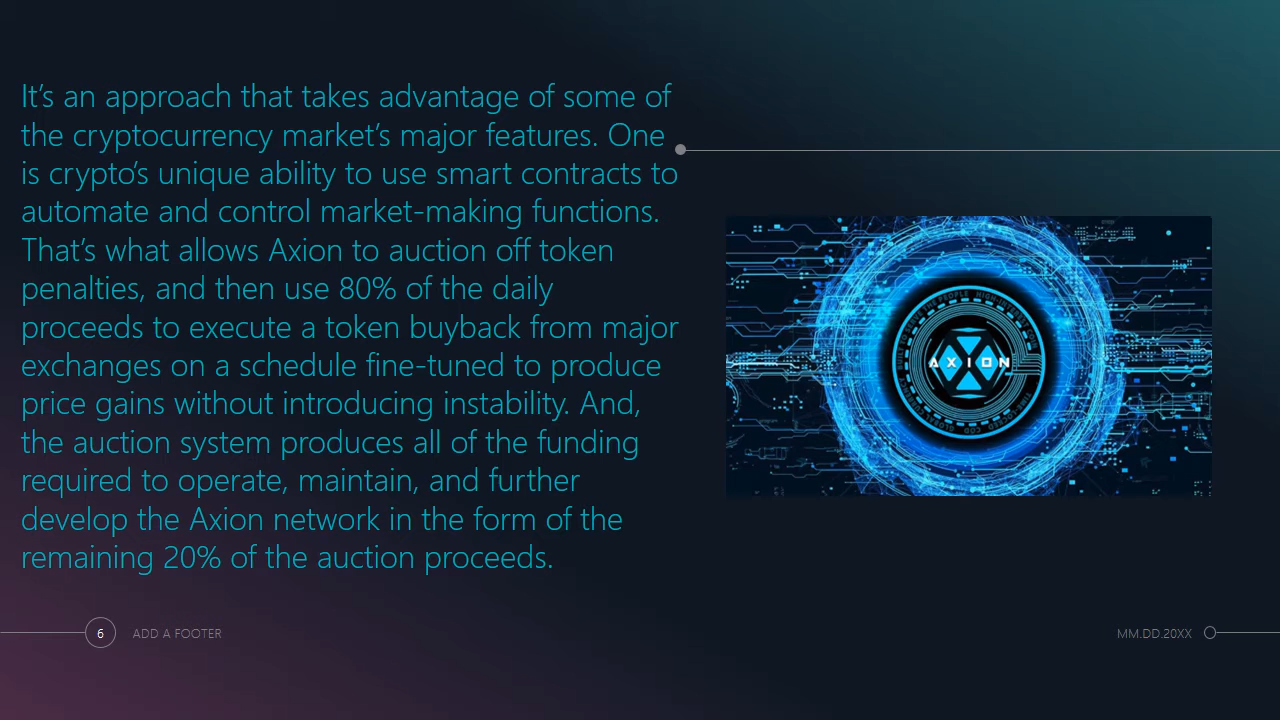 It’s an approach that takes advantage of some of
the cryptocurrency market’s major features. One
is crypto’s unique ability to use smart contracts to
automate and control market-making functions.
That’s what allows Axion to auction off token
penalties, and then use 80% of the daily
proceeds to execute a token buyback from major
exchanges on a schedule fine-tuned to produce
price gains without introducing instability. And,
the auction system produces all of the funding
required to operate, maintain, and further
develop the Axion network in the form of the
remaining 20% of the auction proceeds.
AXION
6
ADD A FOOTER
MM.DD.20XX